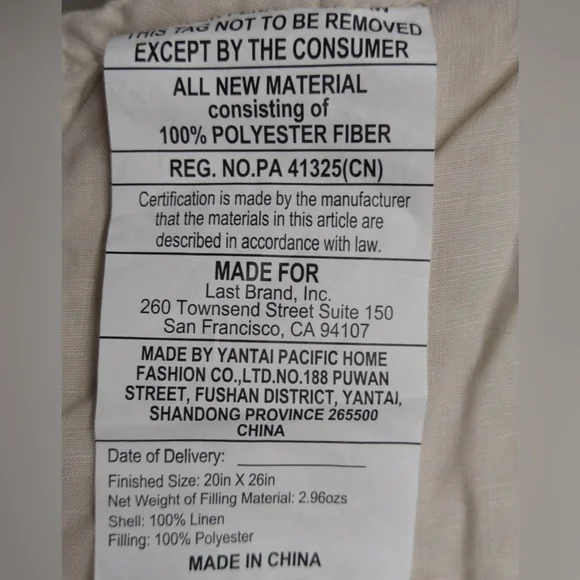 THIS TAG NOT TO BE REMOVED
EXCEPT BY THE CONSUMER
ALL NEW MATERIAL
consisting of
100% POLYESTER FIBER
REG. NO.PA 41325(CN)
Certification is made by the manufacturer
that the materials in this article are
described in accordance with law.
MADE FOR
Last Brand, Inc.
260 Townsend Street Suite 150
San Francisco, CA 94107
MADE BY YANTAI PACIFIC HOME
FASHION CO.,LTD.NO.188 PUWAN
STREET, FUSHAN DISTRICT, YANTAI,
SHANDONG PROVINCE 265500
CHINA
Date of Delivery:
Finished Size: 20in X 26in
Net Weight of Filling Material: 2.96ozs
Shell: 100% Linen
Filling: 100% Polyester
MADE IN CHINA